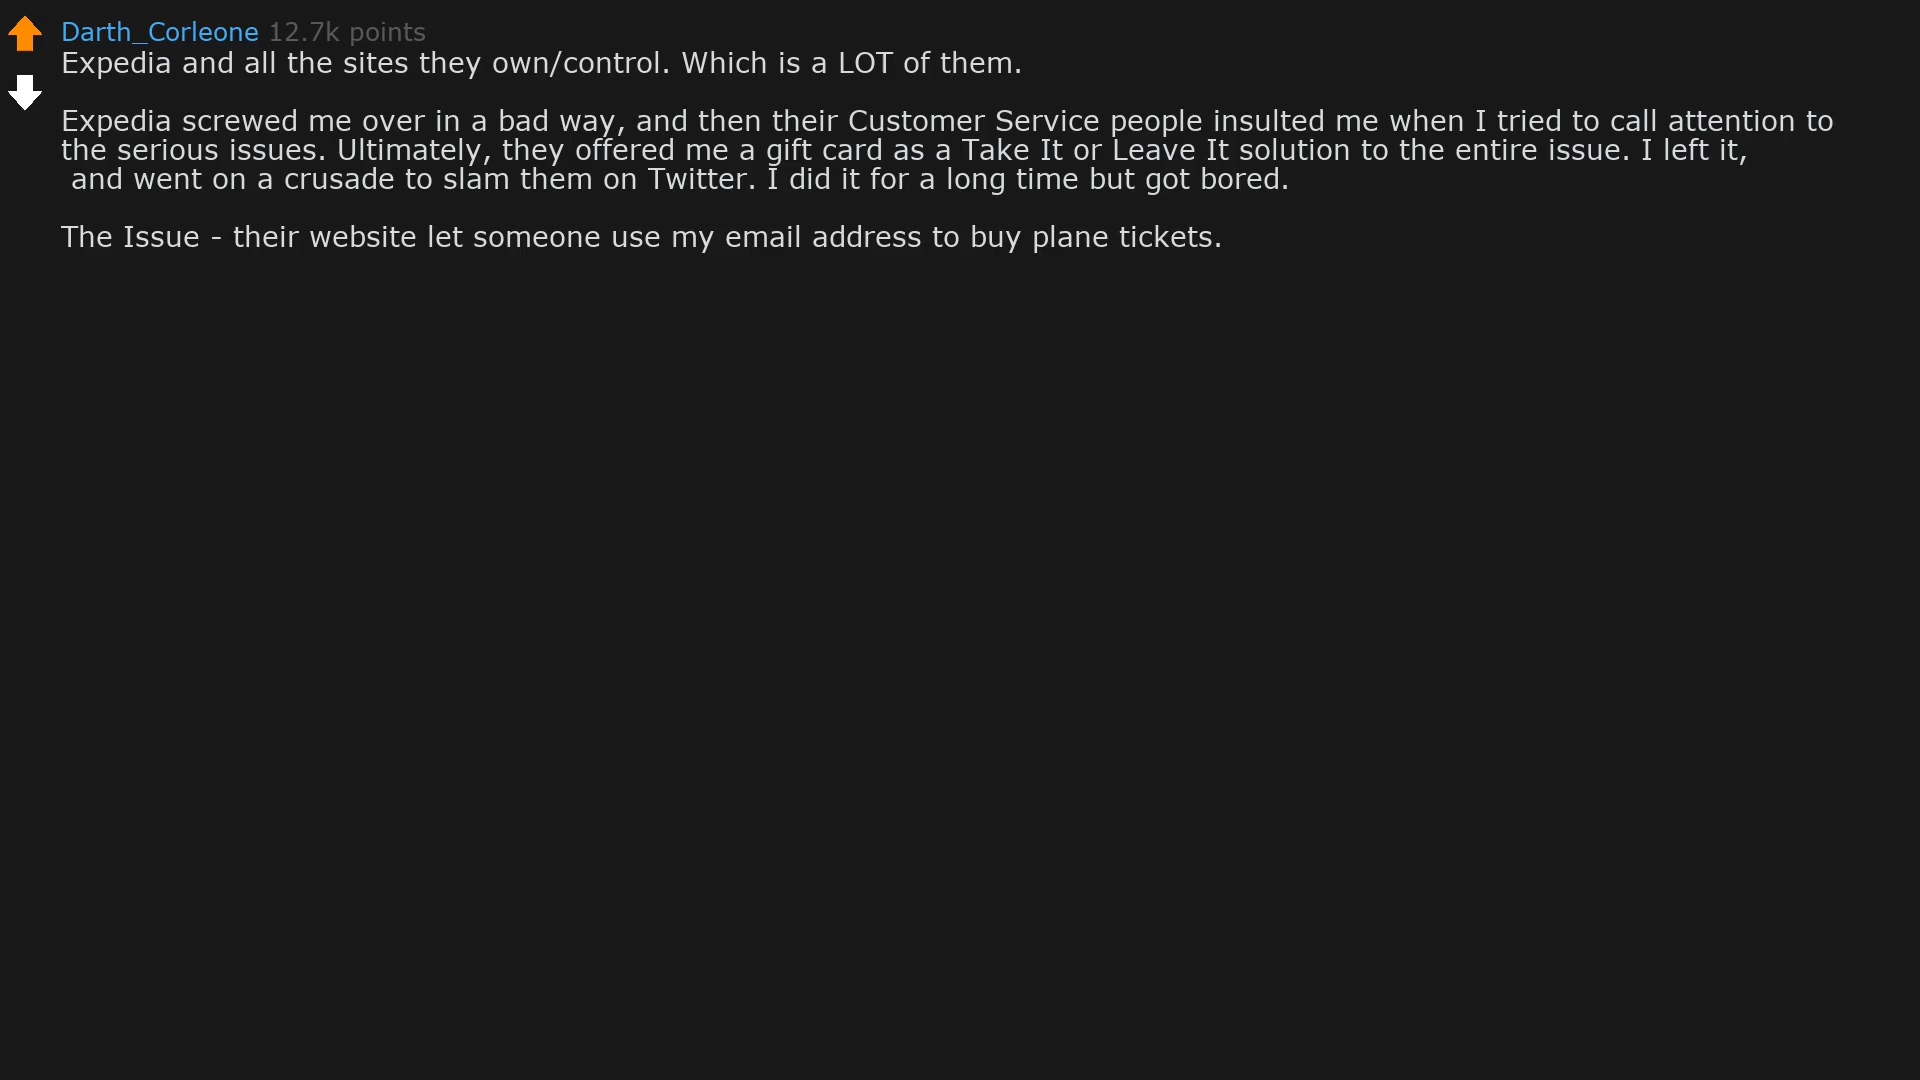 Darth_Corleone 12.7k points
Expedia and all the sites they own/control. Which is a LOT of them.
Expedia screwed me over in a bad way, and then their Customer Service people insulted me when I tried to call attention to
the serious issues. Ultimately, they offered me a gift card as a Take It or Leave It solution to the entire issue. I left it,
and went on a crusade to slam them on Twitter. I did it for a long time but got bored.
The Issue - their website let someone use my email address to buy plane tickets.